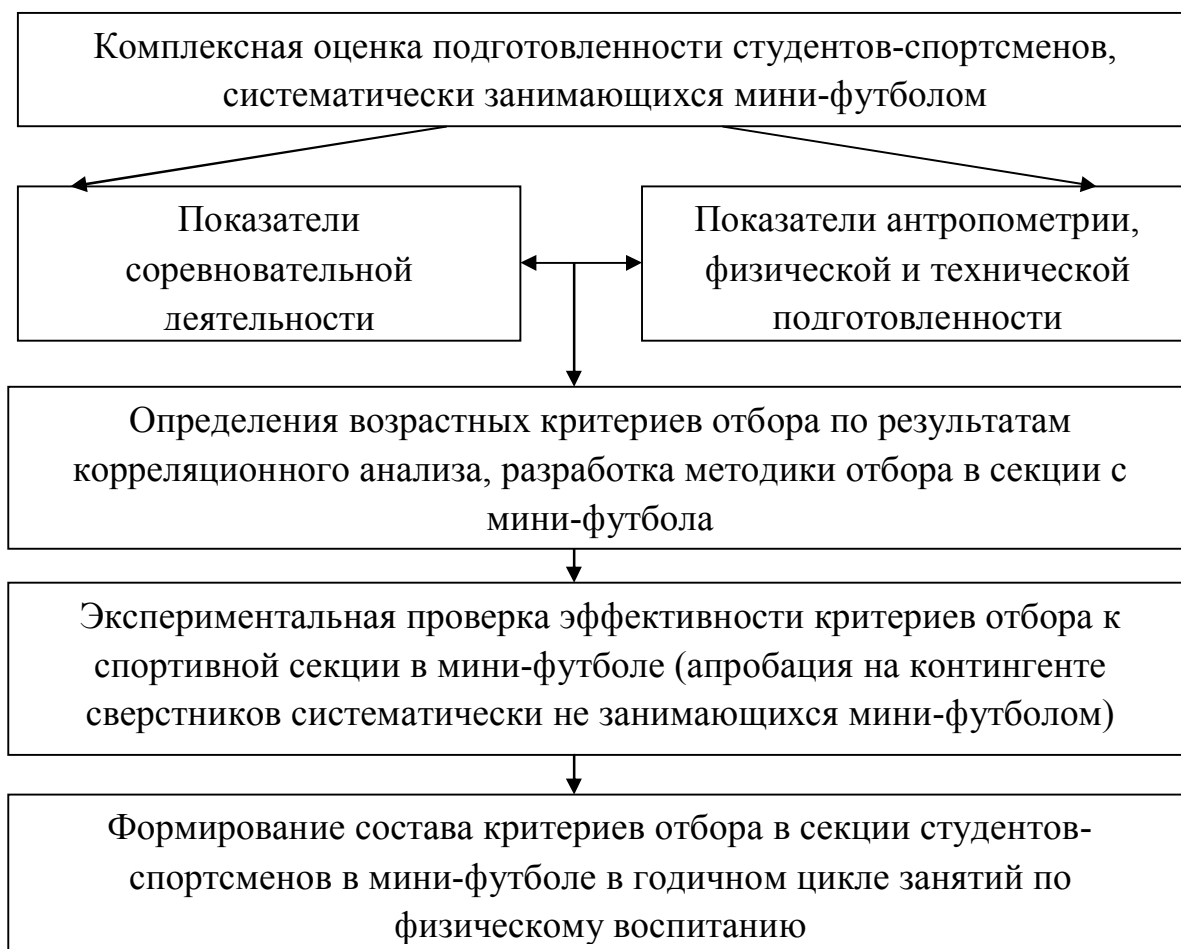 Комплексная оценка подготовленности студентов-спортсменов,
систематически занимающихся мини-футболом
Показатели
соревновательной
деятельности
Показатели антропометрии,
физической и технической
подготовленности
Определения возрастных критериев отбора по результатам
корреляционного анализа, разработка методики отбора в секции с
мини-футбола
Экспериментальная проверка эффективности критериев отбора к
спортивной секции в мини-футболе (апробация на контингенте
сверстников систематически не занимающихся мини-футболом)
Формирование состава критериев отбора в секции студентов-
спортсменов в мини-футболе в годичном цикле занятий по
физическому воспитанию